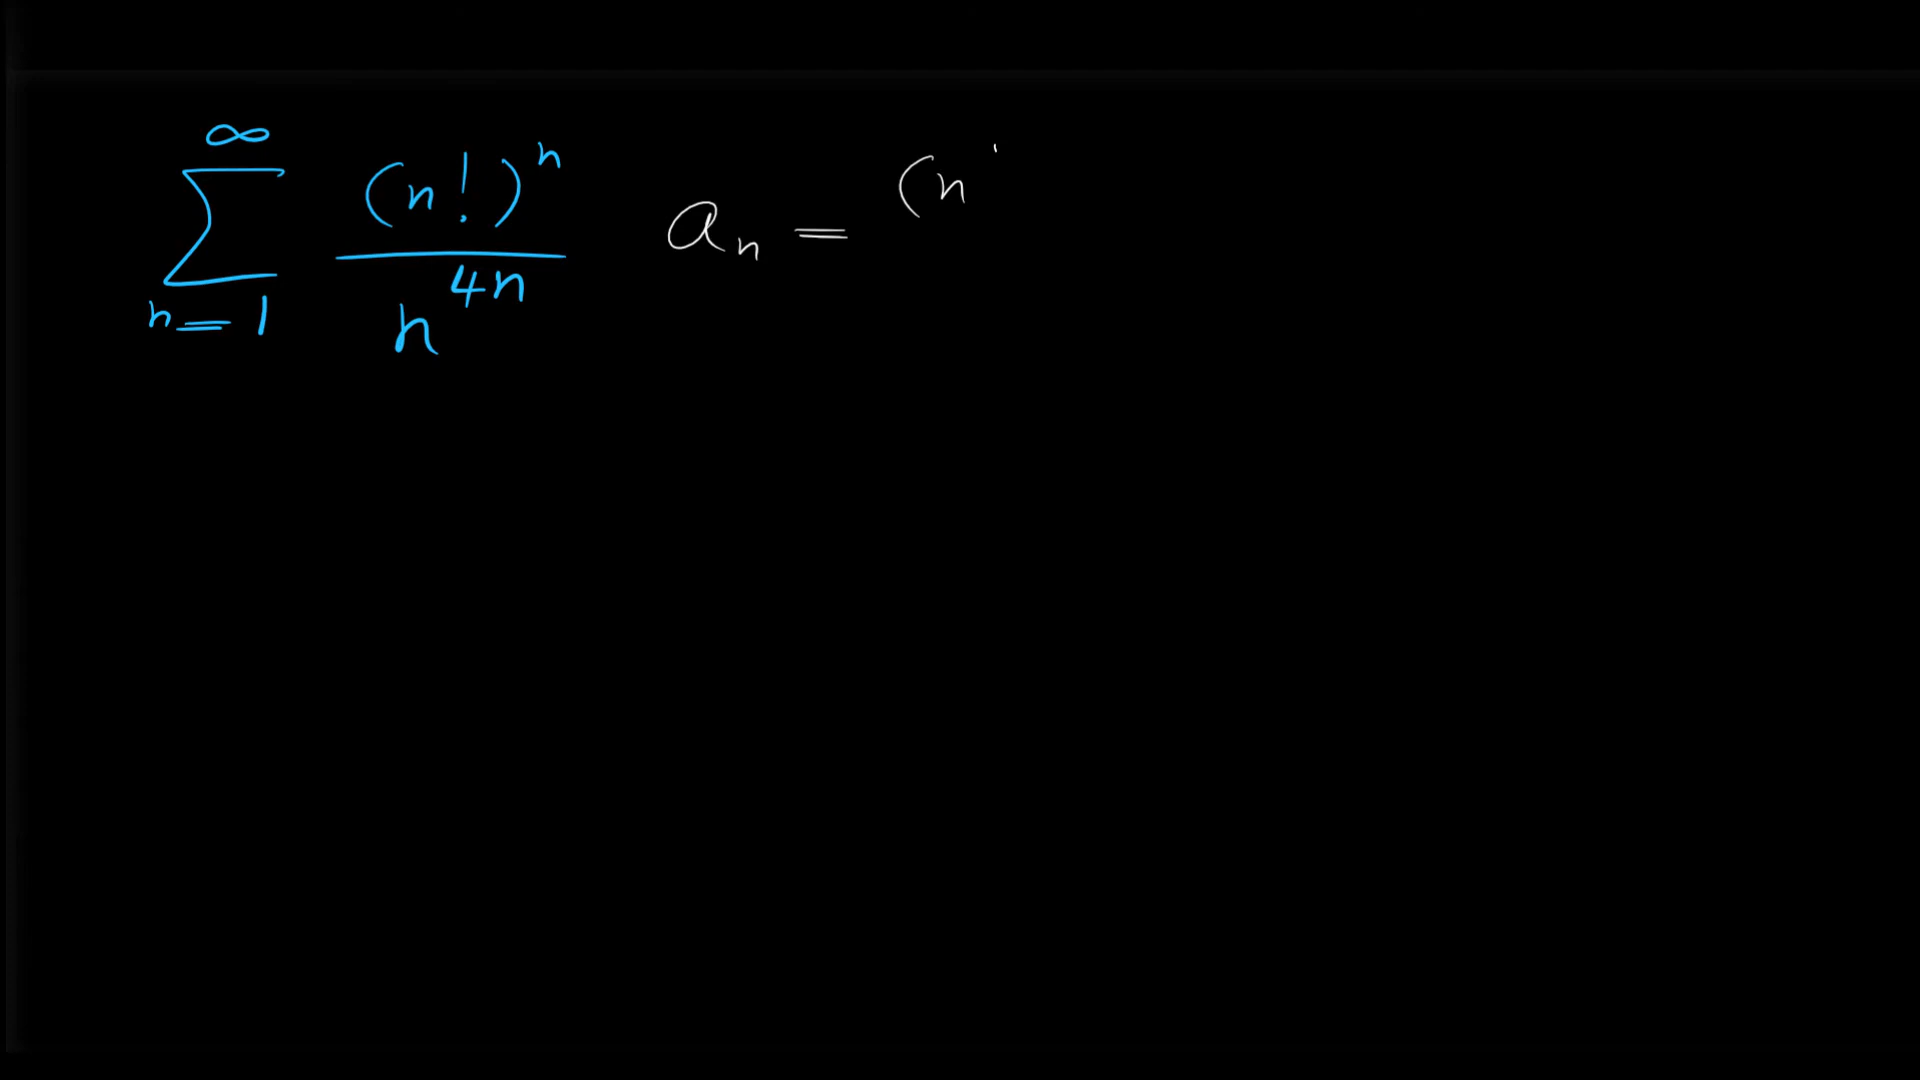 ∑_{n=1}^{∞} (n!)^n / n^{4n} a_n = (n